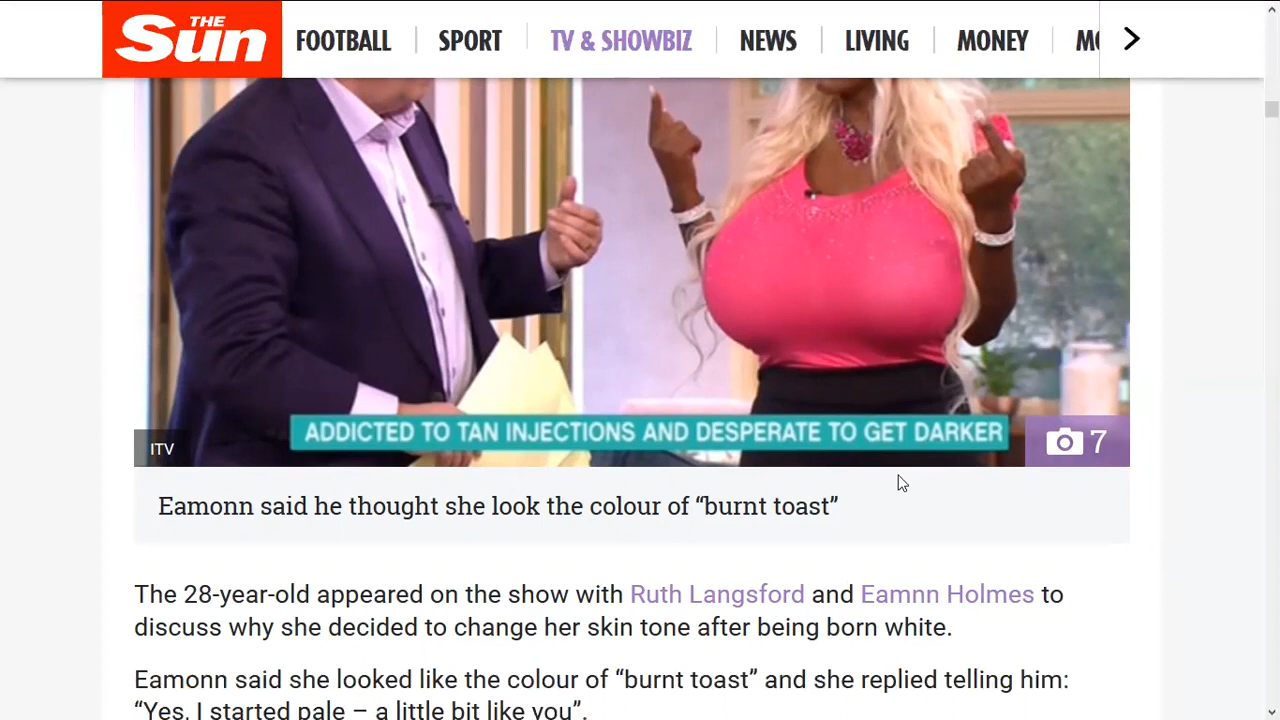 THE
Sun
FOOTBALL
SPORT
TV & SHOWBIZ
NEWS
LIVING
MONEY
ADDICTED TO TAN INJECTIONS AND DESPERATE TO GET DARKER
ITV
7
Eamonn said he thought she look the colour of “burnt toast”
The 28-year-old appeared on the show with Ruth Langsford and Eamnn Holmes to
discuss why she decided to change her skin tone after being born white.
Eamonn said she looked like the colour of “burnt toast” and she replied telling him:
“Yes, I started pale – a little bit like you”.